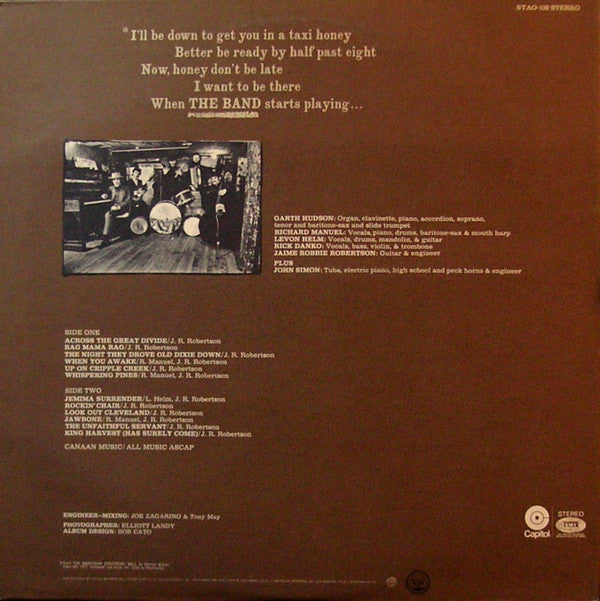 STAO-132 STEREO
*I'll be down to get you in a taxi honey
Better be ready by half past eight
Now, honey don't be late
I want to be there
When THE BAND starts playing...
GARTH HUDSON: Organ, clavinette, piano, accordion, soprano,
tenor and baritone-sax and slide trumpet
RICHARD MANUEL: Vocals, piano, drums, baritone-sax & mouth harp
LEVON HELM: Vocals, drums, mandolin, & guitar
RICK DANKO: Vocals, bass, violin, & trombone
JAIME ROBBIE ROBERTSON: Guitar & engineer
PLUS
JOHN SIMON: Tuba, electric piano, high school and peck horns & engineer
SIDE ONE
ACROSS THE GREAT DIVIDE/J. R. Robertson
RAG MAMA RAG/J. R. Robertson
THE NIGHT THEY DROVE OLD DIXIE DOWN/J. R. Robertson
WHEN YOU AWAKE/R. Manuel, J. R. Robertson
UP ON CRIPPLE CREEK/J. R. Robertson
WHISPERING PINES/R. Manuel, J. R. Robertson
SIDE TWO
JEMIMA SURRENDER/L. Helm, J. R. Robertson
ROCKIN' CHAIR/J. R. Robertson
LOOK OUT CLEVELAND/J. R. Robertson
JAWBONE/R. Manuel, J. R. Robertson
THE UNFAITHFUL SERVANT/J. R. Robertson
KING HARVEST (HAS SURELY COME)/J. R. Robertson
CANAAN MUSIC/ALL MUSIC ASCAP
ENGINEER-MIXING: JOE ZAGARINO & Tony May
PHOTOGRAPHER: ELLIOTT LANDY
ALBUM DESIGN: BOB CATO
Capitol
STEREO
EMI